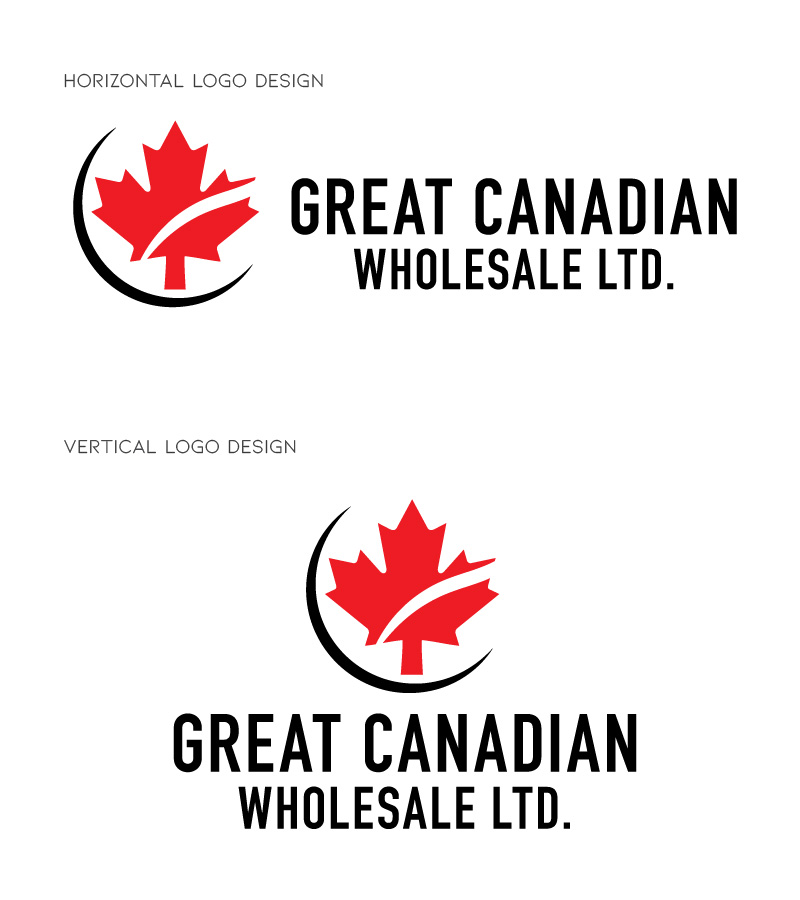 HORIZONTAL LOGO DESIGN
GREAT CANADIAN
WHOLESALE LTD.
VERTICAL LOGO DESIGN
GREAT CANADIAN
WHOLESALE LTD.